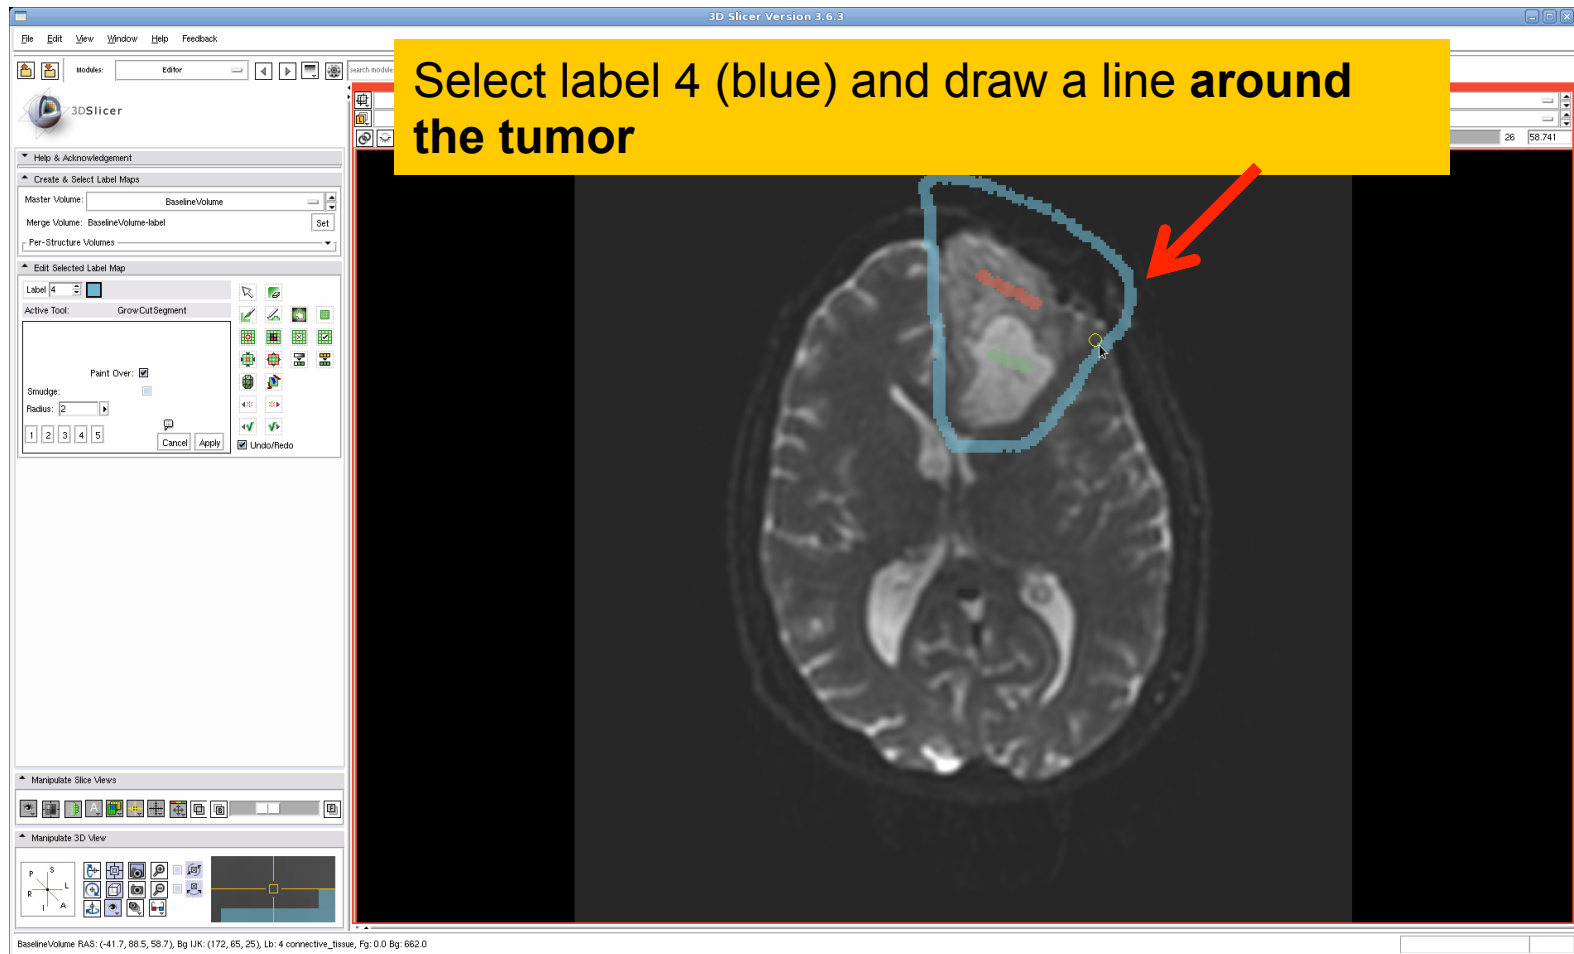 3D Slicer Version 3.6.3
File Edit View Window Help Feedback
Modules: Editor search module
Select label 4 (blue) and draw a line around
the tumor
3DSlicer
26 58.741
Help & Acknowledgement
Create & Select Label Maps
Master Volume: BaselineVolume
Merge Volume: BaselineVolume-label Set
Per-Structure Volumes
Edit Selected Label Map
Label 4
Active Tool: GrowCutSegment
Paint Over:
Smudge:
Radius: 2
1 2 3 4 5 Cancel Apply
Undo/Redo
Manipulate Slice Views
A B F
Manipulate 3D View
P S
R L
I A
BaselineVolume RAS: (-41.7, 88.5, 58.7), Bg IJK: (172, 65, 25), Lb: 4 connective_tissue, Fg: 0.0 Bg: 662.0